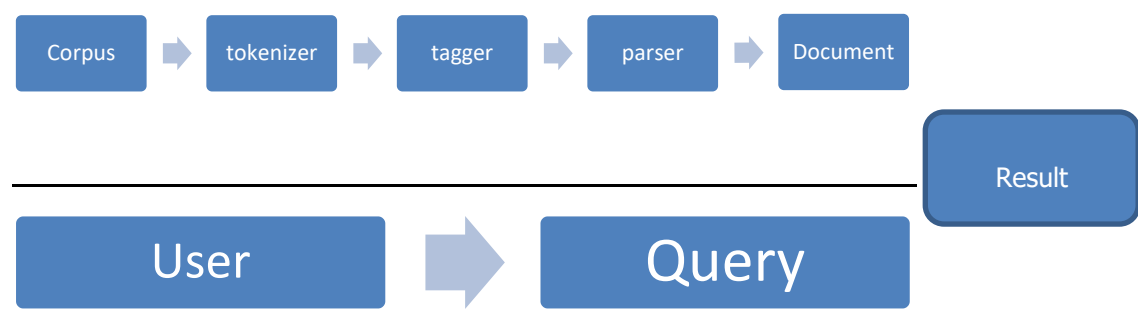 Corpus
tokenizer
tagger
parser
Document
Result
User
Query